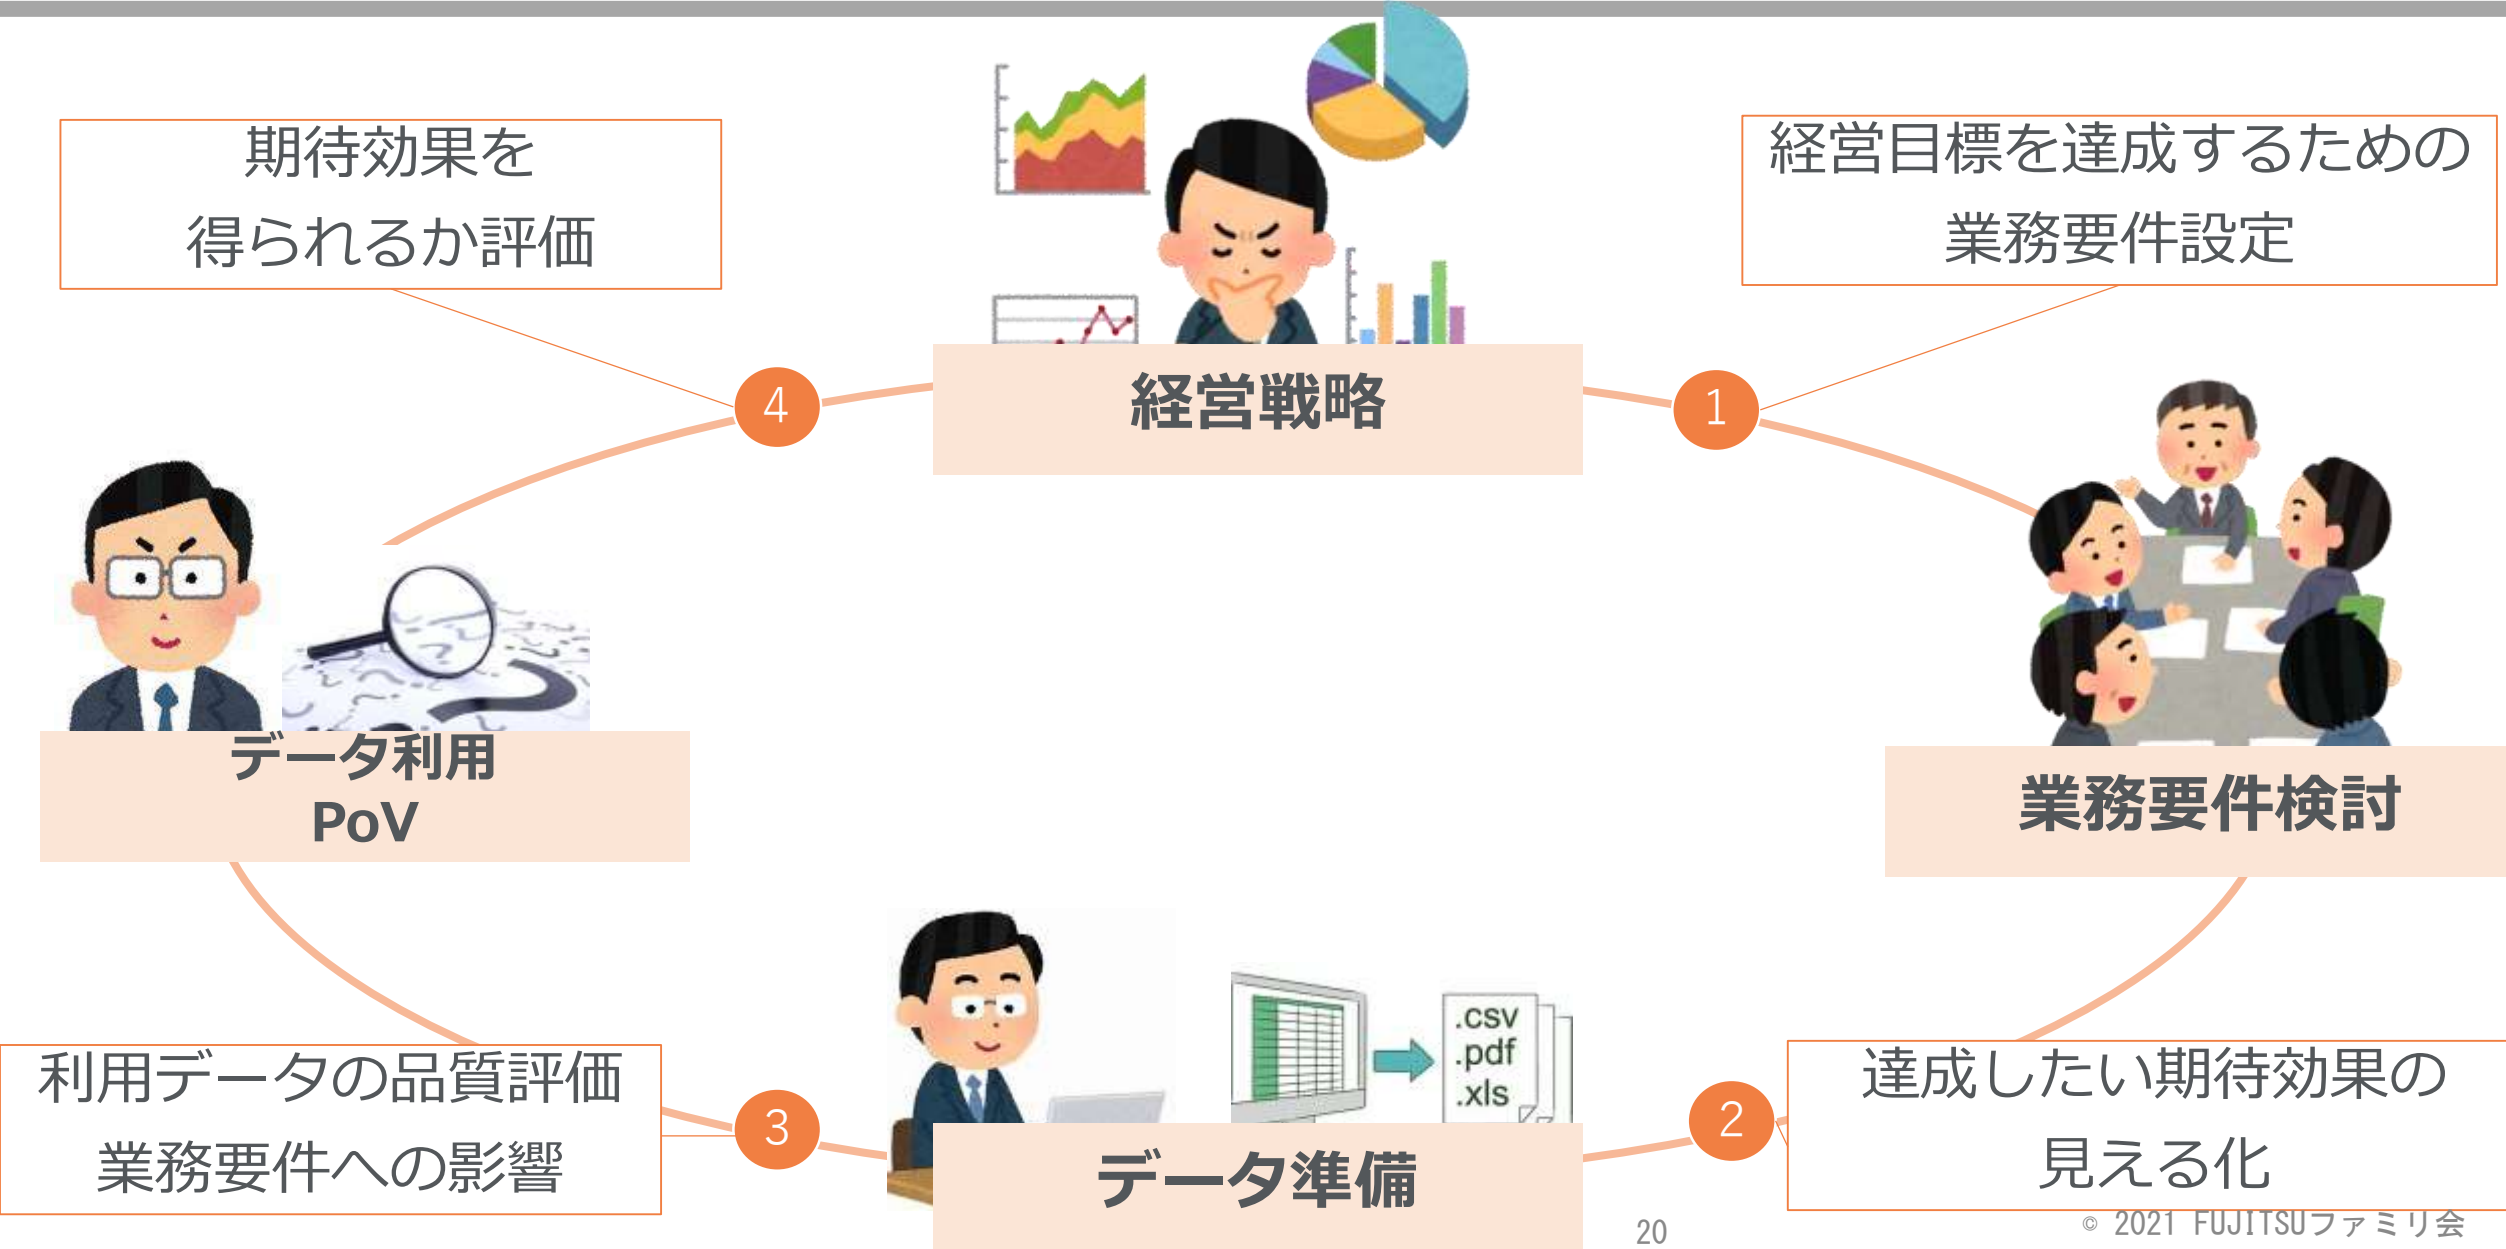 期待効果を
得られるか評価
経営目標を達成するための
業務要件設定
経営戦略
4
1
データ利用
PoV
業務要件検討
.csv
.pdf
.xls
利用データの品質評価
業務要件への影響
3
データ準備
2
達成したい期待効果の
見える化
20
© 2021 FUJITSUファミリ会